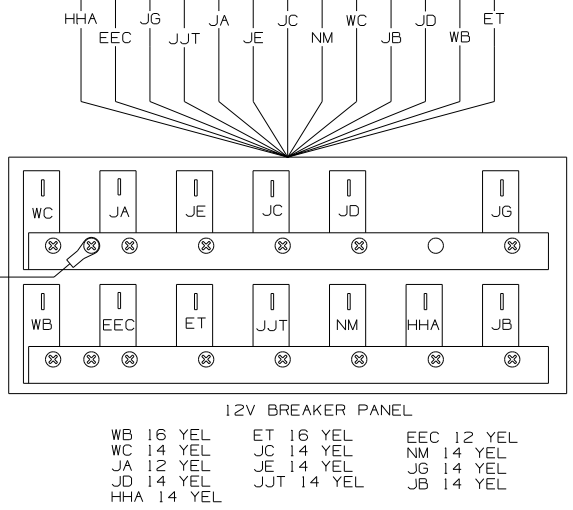 HHA JG JA JC WC JD ET
EEC JJT JE NM JB WB
WC JA JE JC JD JG
WB EEC ET JJT NM HHA JB
12V BREAKER PANEL
WB 16 YEL ET 16 YEL EEC 12 YEL
WC 14 YEL JC 14 YEL NM 14 YEL
JA 12 YEL JE 14 YEL JG 14 YEL
JD 14 YEL JJT 14 YEL JB 14 YEL
HHA 14 YEL